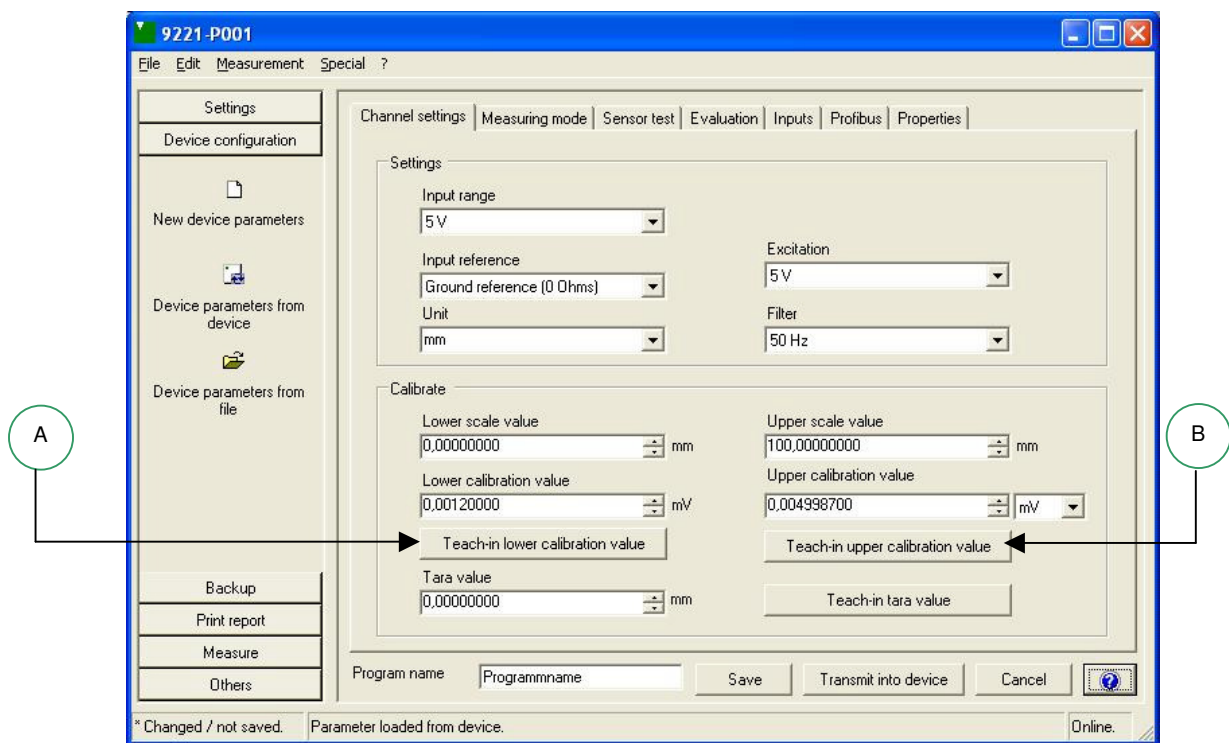 9221-P001
File Edit Measurement Special ?
Settings
Device configuration
New device parameters
Device parameters from
device
Device parameters from
file
Backup
Print report
Measure
Others
Channel settings Measuring mode Sensor test Evaluation Inputs Profibus Properties
Settings
Input range
5 V
Input reference
Ground reference (0 Ohms)
Excitation
5 V
Unit
mm
Filter
50 Hz
Calibrate
Lower scale value
0,00000000 mm
Upper scale value
100,00000000 mm
Lower calibration value
0,00120000 mV
Upper calibration value
0,004998700 mV
Teach-in lower calibration value
Teach-in upper calibration value
Tara value
0,00000000 mm
Teach-in tara value
A
B
Program name Programmname Save Transmit into device Cancel ?
* Changed / not saved. Parameter loaded from device. Online.